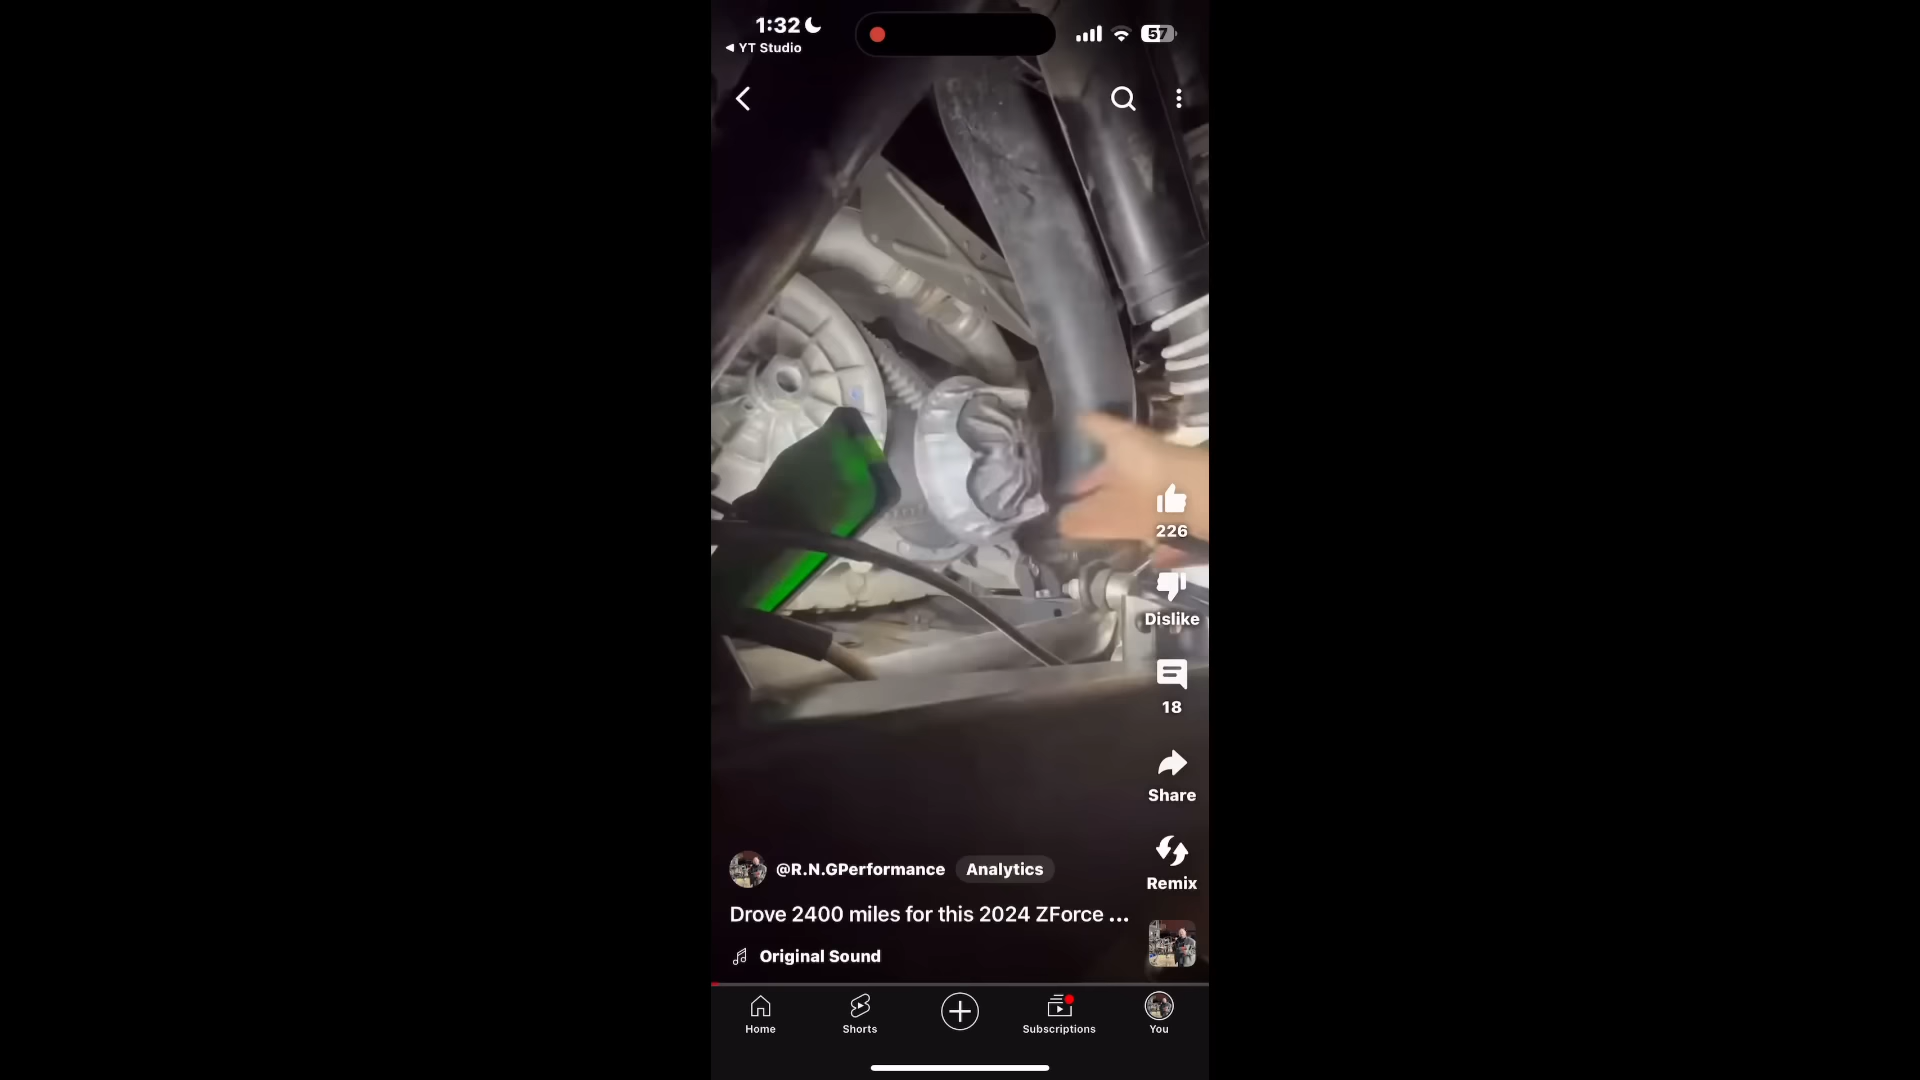 1:32
57
◀ YT Studio
226
Dislike
18
Share
@R.N.GPerformance
Analytics
Remix
Drove 2400 miles for this 2024 ZForce ...
Original Sound
Home
Shorts
Subscriptions
You